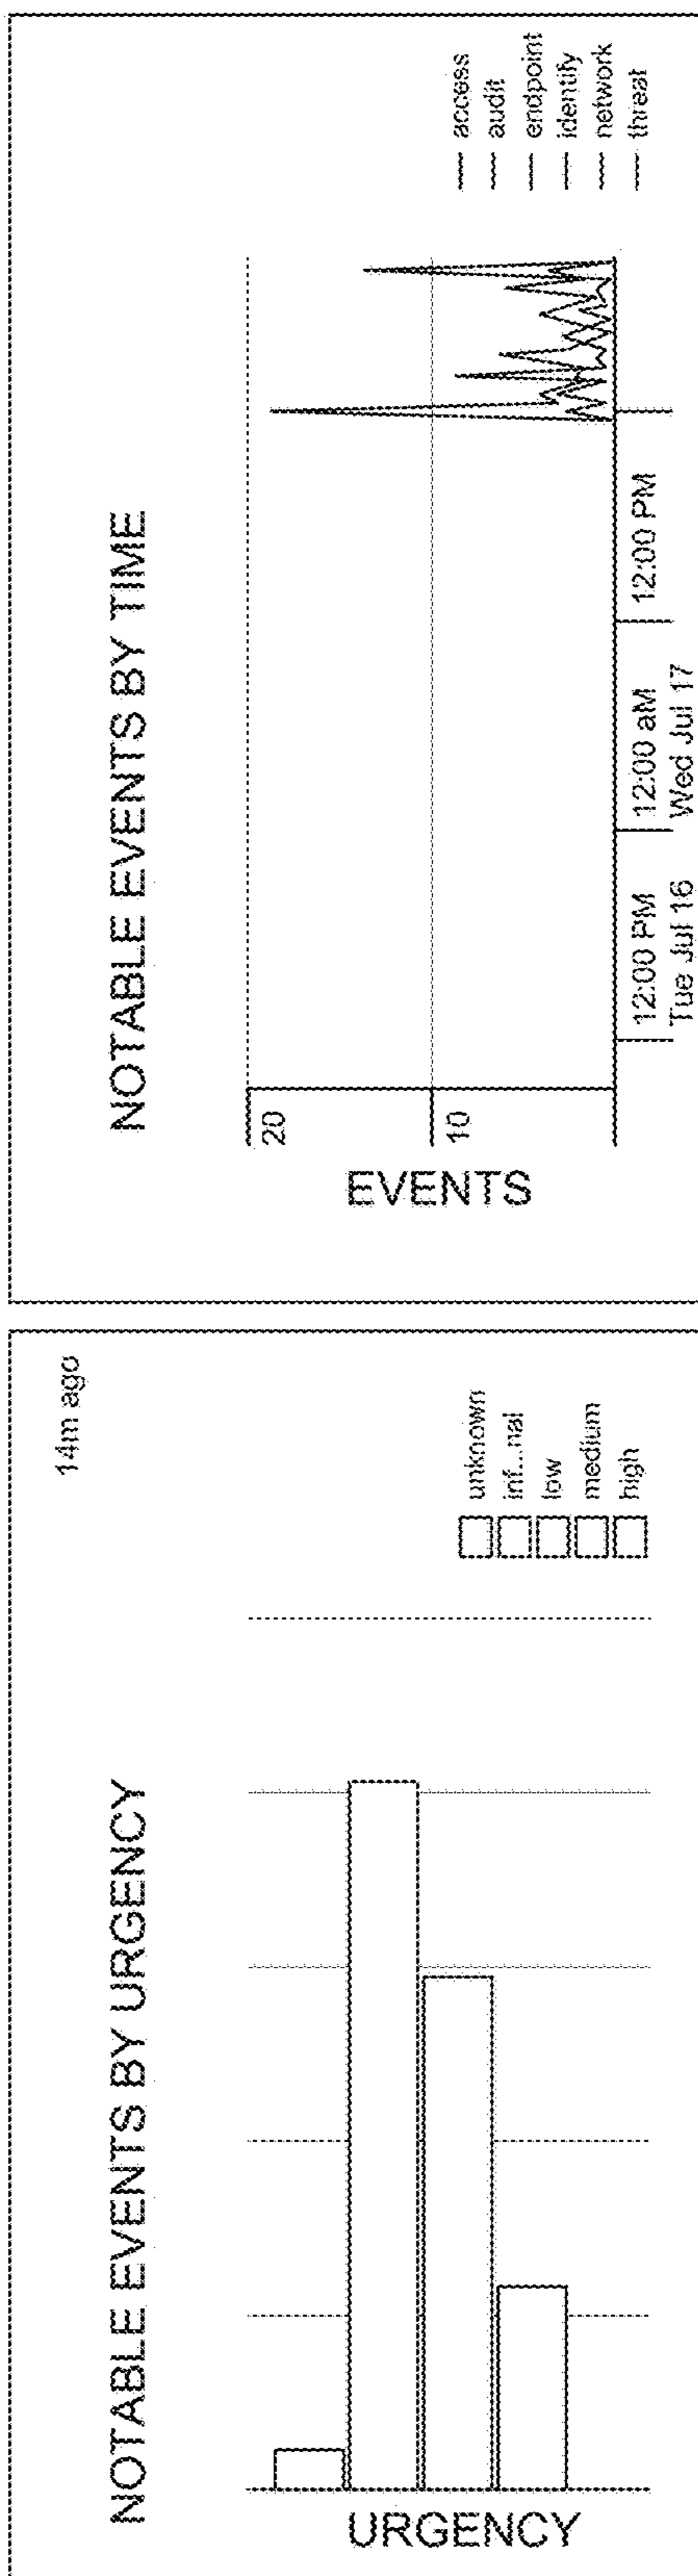 NOTABLE EVENTS BY URGENCY
14m ago
URGENCY
unknown
inf...nal
low
medium
high
NOTABLE EVENTS BY TIME
EVENTS
20
10
12:00 PM
Tue Jul 16
12:00 aM
Wed Jul 17
12:00 PM
access
audit
endpoint
identify
network
threat